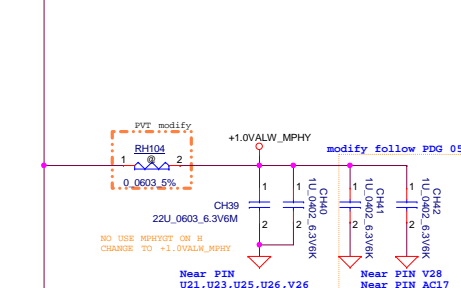 PVT modify
RH104
1 @ 2
0_0603_5%
+1.0VALW_MPHY
modify follow PDG 05
CH39
22U_0603_6.3V6M
1
2
CH40
1U_0402_6.3V6K
1
2
CH41
1U_0402_6.3V6K
1
2
CH42
1U_0402_6.3V6K
1
2
NO USE MPHYGT ON H
CHANGE TO +1.0VALW_MPHY
Near PIN
U21,U23,U25,U26,V26
Near PIN V28
Near PIN AC17